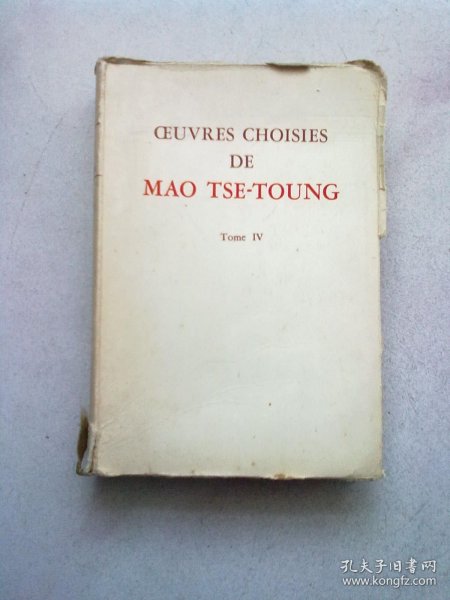 ŒUVRES CHOISIES
DE
MAO TSE-TOUNG
Tome IV
孔夫子旧书网
www.kongfz.com